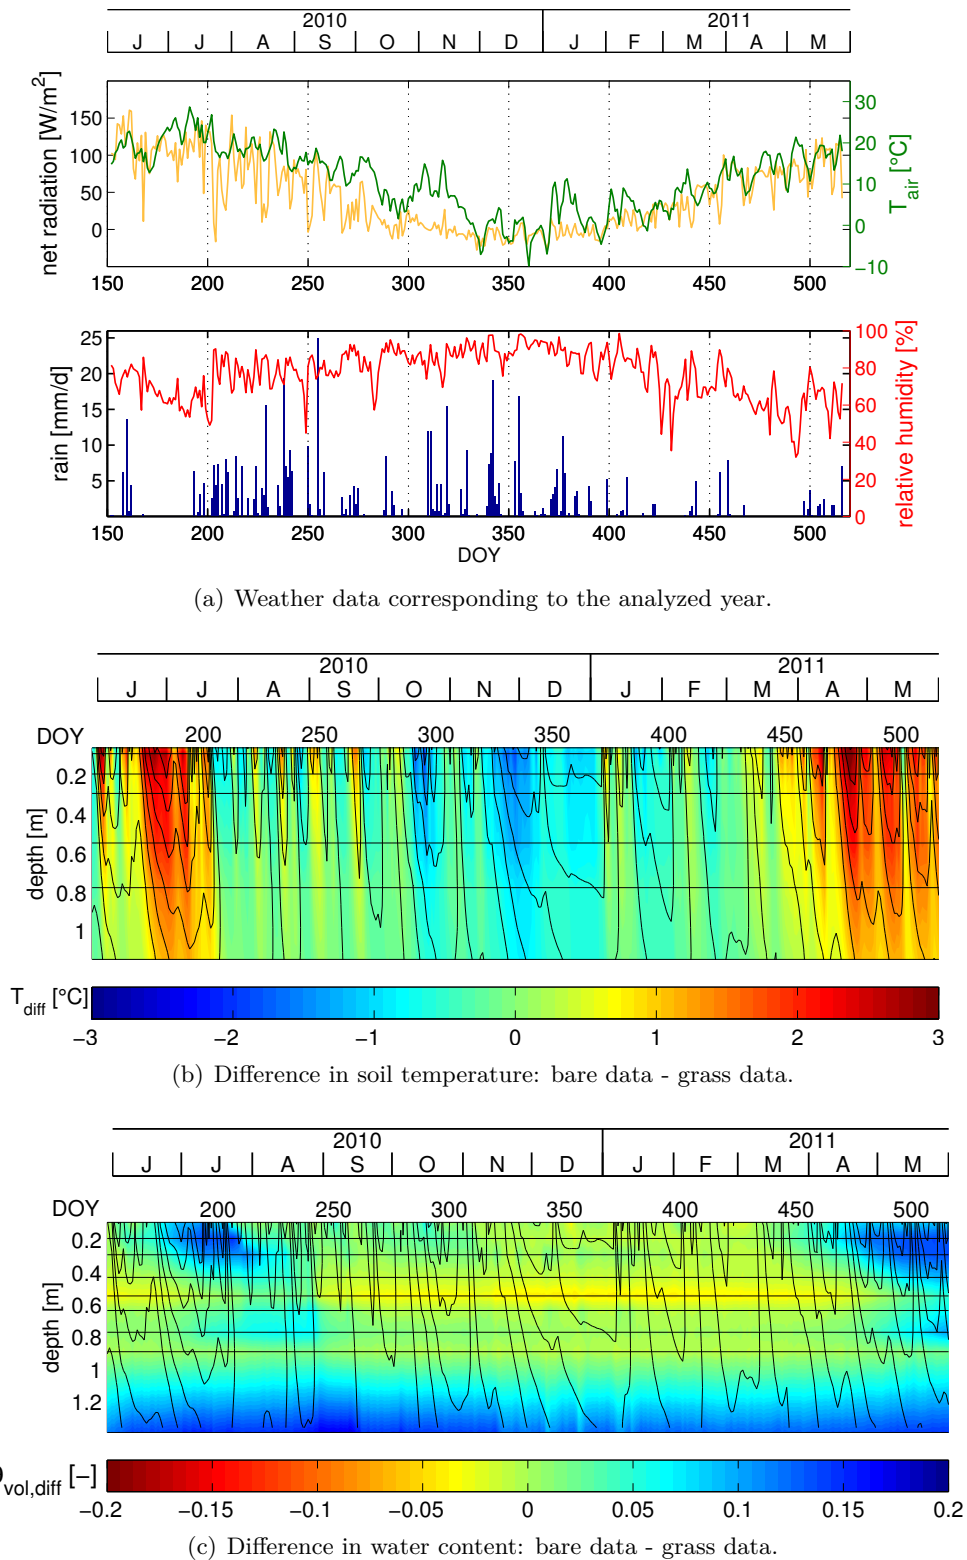 2010 2011
J J A S O N D J F M A M
net radiation [W/m²]
150
100
50
0
30
20
10
0
−10
T_air [°C]
150 200 250 300 350 400 450 500
rain [mm/d]
25
20
15
10
5
100
80
60
40
20
0
relative humidity [%]
150 200 250 300 350 400 450 500
DOY
(a) Weather data corresponding to the analyzed year.
2010 2011
J J A S O N D J F M A M
DOY 200 250 300 350 400 450 500
depth [m]
0.2
0.4
0.6
0.8
1
T_diff [°C]
−3 −2 −1 0 1 2 3
(b) Difference in soil temperature: bare data - grass data.
2010 2011
J J A S O N D J F M A M
DOY 200 250 300 350 400 450 500
depth [m]
0.2
0.4
0.6
0.8
1
1.2
vol,diff [−]
−0.2 −0.15 −0.1 −0.05 0 0.05 0.1 0.15 0.2
(c) Difference in water content: bare data - grass data.